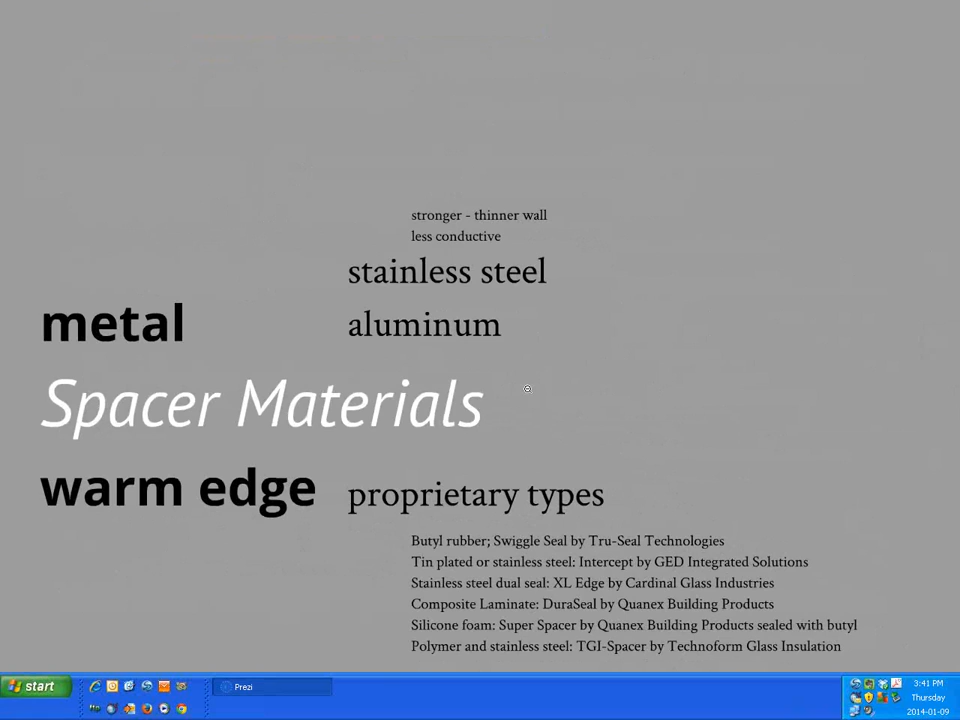 stronger - thinner wall
less conductive
stainless steel
metal
aluminum
Spacer Materials
warm edge
proprietary types
Butyl rubber; Swiggle Seal by Tru-Seal Technologies
Tin plated or stainless steel: Intercept by GED Integrated Solutions
Stainless steel dual seal: XL Edge by Cardinal Glass Industries
Composite Laminate: DuraSeal by Quanex Building Products
Silicone foam: Super Spacer by Quanex Building Products sealed with butyl
Polymer and stainless steel: TGI-Spacer by Technoform Glass Insulation
start
Prezi
3:41 PM
Thursday
2014-01-09